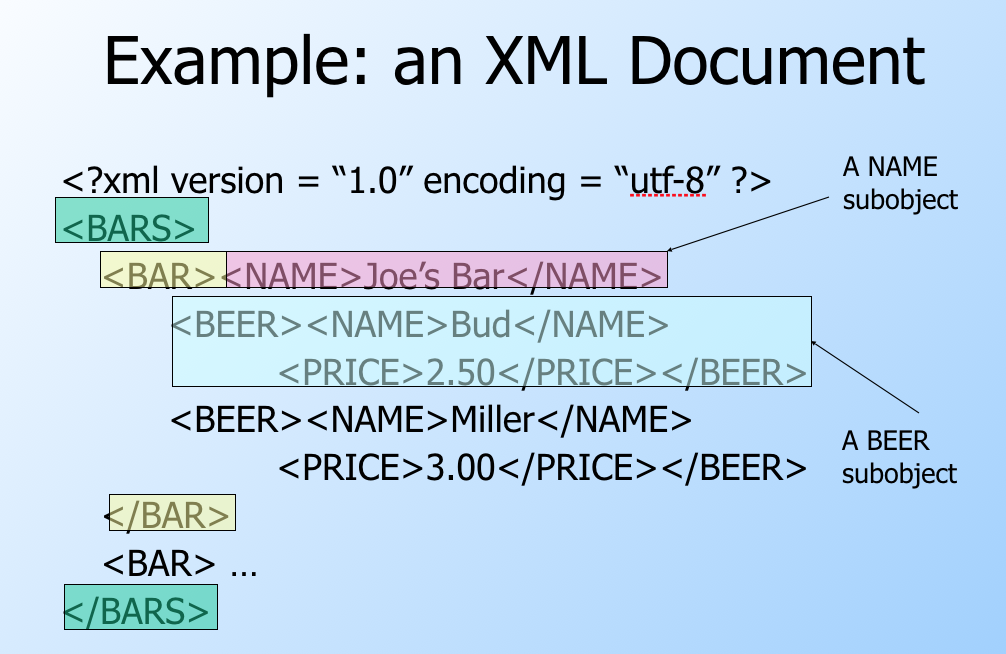 Example: an XML Document
<?xml version = “1.0” encoding = “utf-8” ?>
A NAME
subobject
<BARS>
<BAR><NAME>Joe’s Bar</NAME>
<BEER><NAME>Bud</NAME>
<PRICE>2.50</PRICE></BEER>
<BEER><NAME>Miller</NAME>
<PRICE>3.00</PRICE></BEER>
A BEER
subobject
</BAR>
<BAR> …
</BARS>